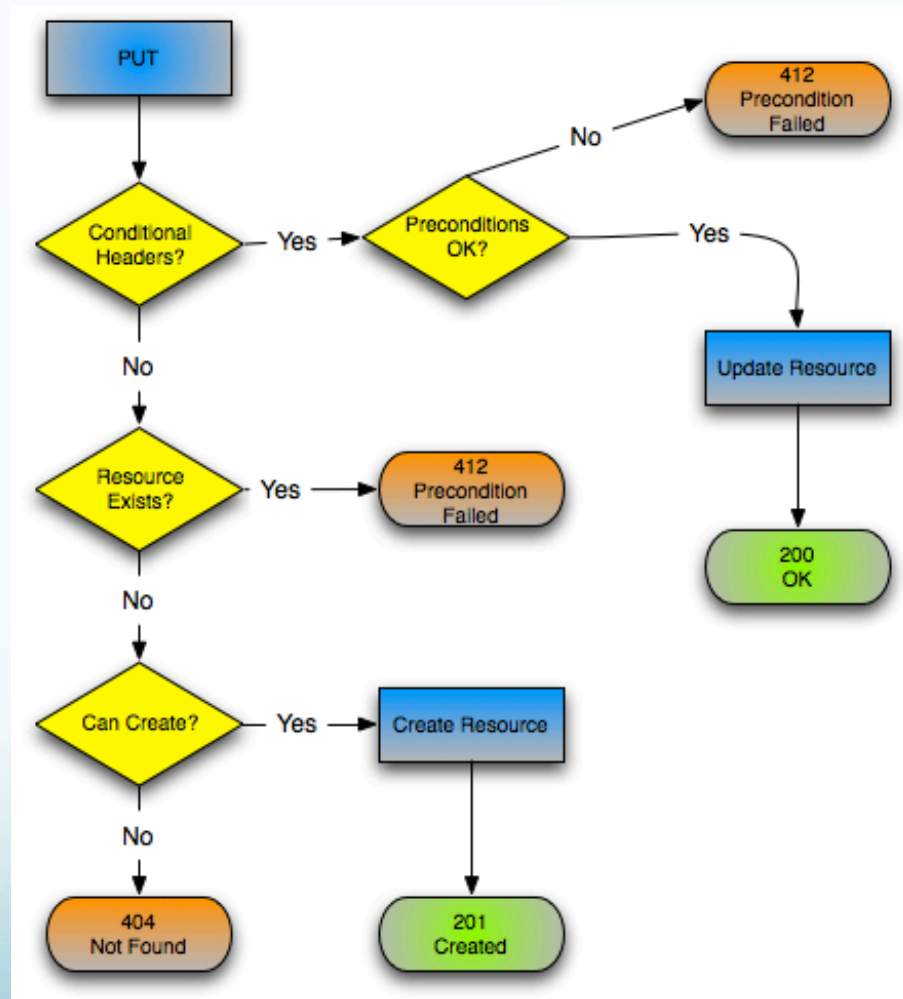 PUT
412
Precondition
Failed
No
Conditional
Headers?
Yes
Preconditions
OK?
Yes
Update Resource
No
Resource
Exists?
Yes
412
Precondition
Failed
200
OK
No
Can Create?
Yes
Create Resource
No
404
Not Found
201
Created